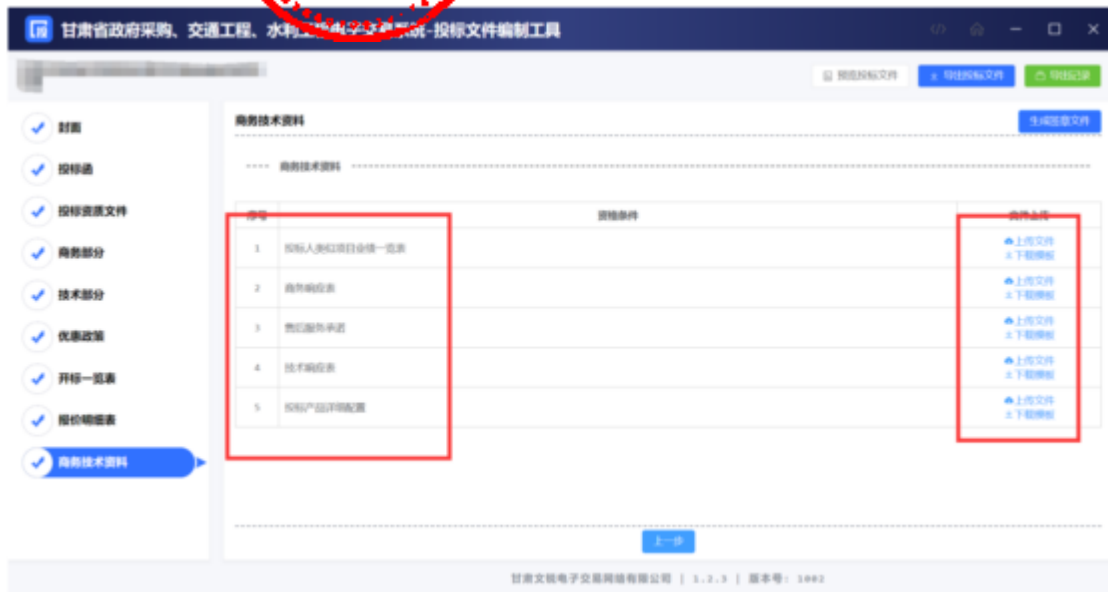 甘肃省政府采购、交通工程、水利工程电子交易系统-投标文件编制工具
预览投标文件
导出投标文件
导出记录
封面
投标函
投标资质文件
商务部分
技术部分
优惠政策
开标一览表
报价明细表
商务技术资料
商务技术资料
生成签章文件
商务技术资料
序号 资格条件 文件上传
1 投标人类似项目业绩一览表 上传文件
下载模板
2 商务响应表 上传文件
下载模板
3 售后服务承诺 上传文件
下载模板
4 技术响应表 上传文件
下载模板
5 投标产品详细配置 上传文件
下载模板
上一步
甘肃文锐电子交易网络有限公司 | 1.2.3 | 版本号: 1002